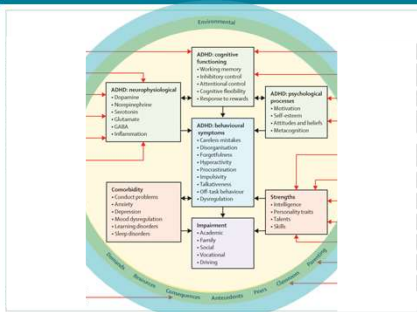 Environmental
ADHD: cognitive
functioning
• Working memory
• Inhibitory control
• Attentional control
• Cognitive flexibility
• Response to rewards
ADHD: neurophysiological
• Dopamine
• Norepinephrine
• Serotonin
• Glutamate
• GABA
• Inflammation
ADHD: psychological
processes
• Motivation
• Self-esteem
• Attitudes and beliefs
• Metacognition
ADHD: behavioural
symptoms
• Careless mistakes
• Disorganisation
• Forgetfulness
• Hyperactivity
• Procrastination
• Impulsivity
• Talkativeness
• Off-task behaviour
• Dysregulation
Comorbidity
• Conduct problems
• Anxiety
• Depression
• Mood dysregulation
• Learning disorders
• Sleep disorders
Strengths
• Intelligence
• Personality traits
• Talents
• Skills
Impairment
• Academic
• Family
• Social
• Vocational
• Driving
Demands Resources Consequences Antecedents Peers Classroom Parenting